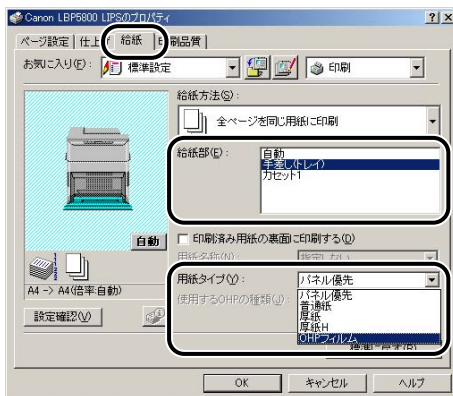 Canon LBP5800 LIPSのプロパティ
ページ設定 仕上げ 給紙 印刷品質
お気に入り(F): 標準設定 印刷
給紙方法(S):
全ページを同じ用紙に印刷
給紙部(E): 自動
手差し(トレイ)
カセット1
自動
印刷済み用紙の裏面に印刷する(D)
用紙名称(N): 指定しない
A4 -> A4(倍率:自動)
用紙タイプ(Y): パネル優先
使用するOHPの種類(J): パネル優先
普通紙
厚紙
厚紙H
OHPフィルム
設定確認(V)
OK キャンセル ヘルプ